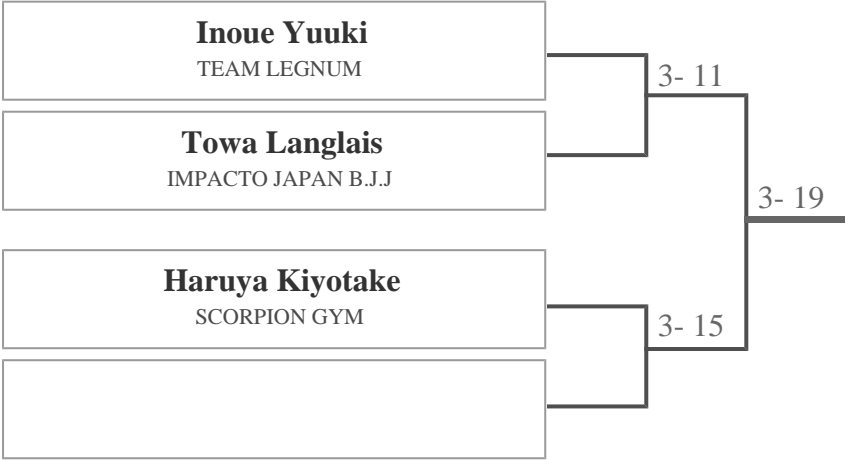 Inoue Yuuki
TEAM LEGNUM
3- 11
Towa Langlais
IMPACTO JAPAN B.J.J
3- 19
Haruya Kiyotake
SCORPION GYM
3- 15